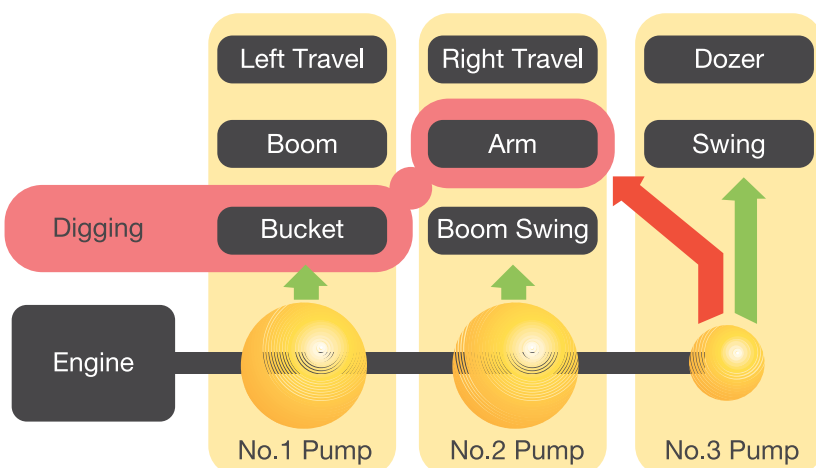 Left Travel
Right Travel
Dozer
Boom
Arm
Swing
Digging
Bucket
Boom Swing
Engine
No.1 Pump
No.2 Pump
No.3 Pump